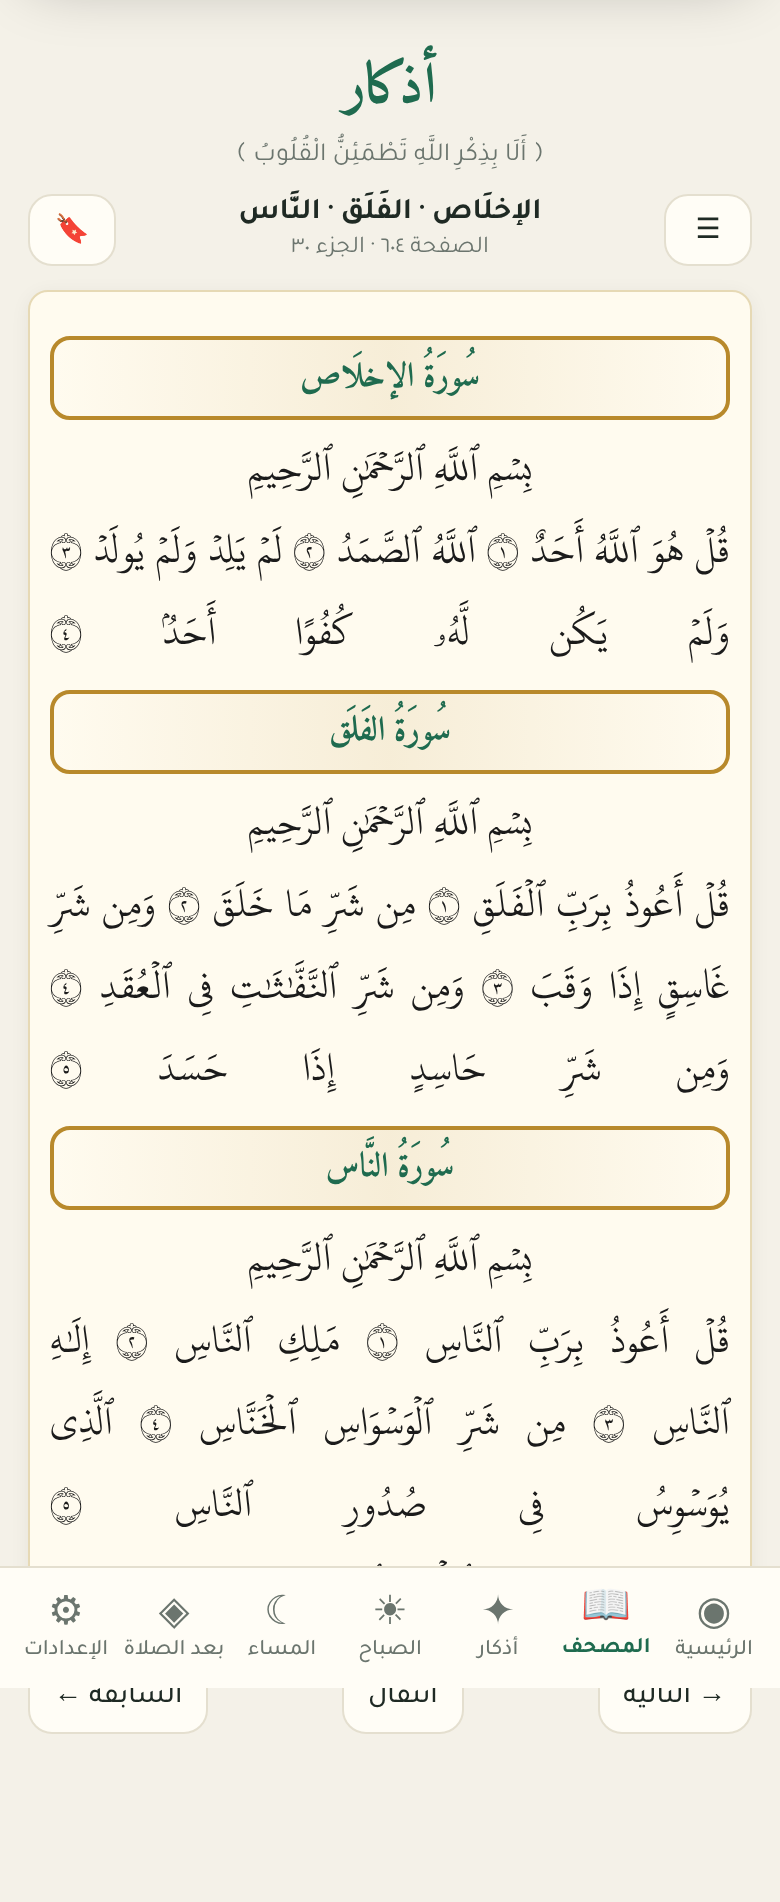 أذكار
﴿ أَلَا بِذِكْرِ اللَّهِ تَطْمَئِنُّ الْقُلُوبُ ﴾
الإخلَاص · الفَلَق · النَّاس
الصفحة ٦٠٤ · الجزء ٣٠
سُورَةُ الإخلَاص
بِسۡمِ ٱللَّهِ ٱلرَّحۡمَٰنِ ٱلرَّحِيمِ
قُلۡ هُوَ ٱللَّهُ أَحَدٌ ١ ٱللَّهُ ٱلصَّمَدُ ٢ لَمۡ يَلِدۡ وَلَمۡ يُولَدۡ ٣
وَلَمۡ يَكُن لَّهُۥ كُفُوًا أَحَدُۢ ٤
سُورَةُ الفَلَق
بِسۡمِ ٱللَّهِ ٱلرَّحۡمَٰنِ ٱلرَّحِيمِ
قُلۡ أَعُوذُ بِرَبِّ ٱلۡفَلَقِ ١ مِن شَرِّ مَا خَلَقَ ٢ وَمِن شَرِّ
غَاسِقٍ إِذَا وَقَبَ ٣ وَمِن شَرِّ ٱلنَّفَّٰثَٰتِ فِى ٱلۡعُقَدِ ٤
وَمِن شَرِّ حَاسِدٍ إِذَا حَسَدَ ٥
سُورَةُ النَّاس
بِسۡمِ ٱللَّهِ ٱلرَّحۡمَٰنِ ٱلرَّحِيمِ
قُلۡ أَعُوذُ بِرَبِّ ٱلنَّاسِ ١ مَلِكِ ٱلنَّاسِ ٢ إِلَٰهِ
ٱلنَّاسِ ٣ مِن شَرِّ ٱلۡوَسۡوَاسِ ٱلۡخَنَّاسِ ٤ ٱلَّذِى
يُوَسۡوِسُ فِى صُدُورِ ٱلنَّاسِ ٥
الرئيسية المصحف أذكار الصباح المساء بعد الصلاة الإعدادات
→ التالية انتقال السابقة ←